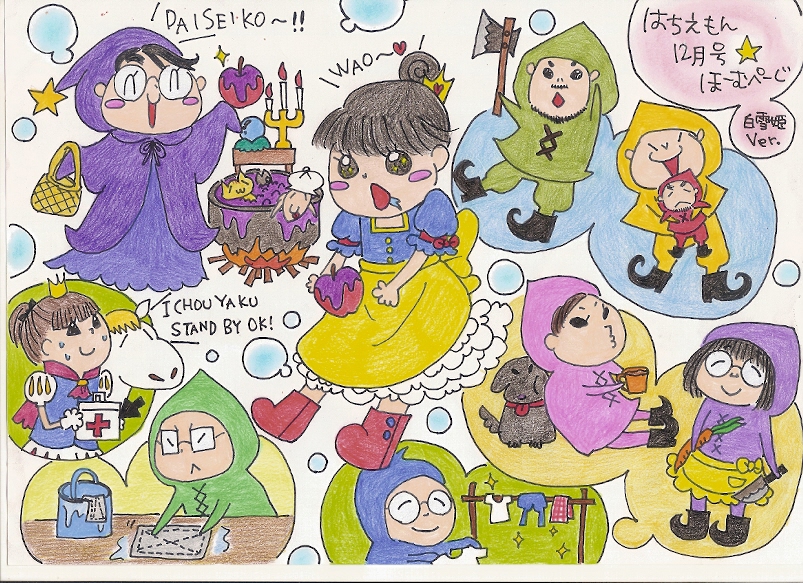 DAISEIKO〜!!
WAO〜♥
はちえもん
12月号★
ほーむぺーじ
白雪姫
Ver.
ICHOUYAKU
STAND BY OK!